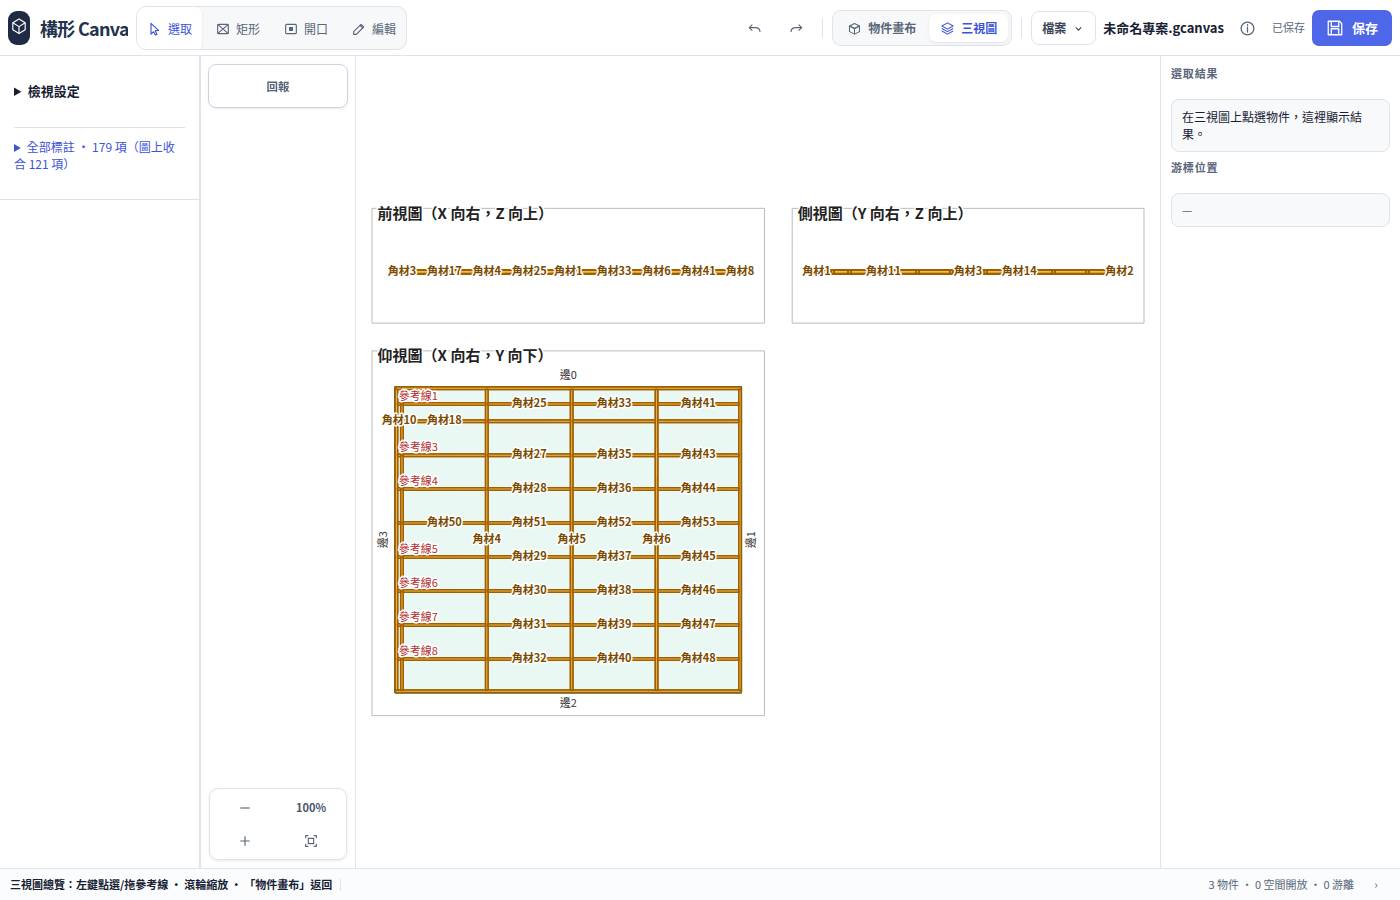 構形 Canva
選取
矩形
開口
編輯
物件畫布
三視圖
檔案
未命名專案.gcanvas
已保存
保存
檢視設定
全部標註 · 179 項（圖上收
合 121 項）
回報
100%
前視圖（X 向右，Z 向上）
角材3 角材17 角材4 角材25 角材1 角材33 角材6 角材41 角材8
側視圖（Y 向右，Z 向上）
角材1 角材11 角材3 角材14 角材2
仰視圖（X 向右，Y 向下）
邊0
參考線1
角材25 角材33 角材41
角材10 角材18
參考線3
角材27 角材35 角材43
參考線4
角材28 角材36 角材44
角材50 角材51 角材52 角材53
邊3
角材4 角材5 角材6
邊1
參考線5
角材29 角材37 角材45
參考線6
角材30 角材38 角材46
參考線7
角材31 角材39 角材47
參考線8
角材32 角材40 角材48
邊2
選取結果
在三視圖上點選物件，這裡顯示結
果。
游標位置
—
三視圖總覽：左鍵點選/拖參考線 · 滾輪縮放 · 「物件畫布」返回
3 物件 · 0 空間開放 · 0 游離